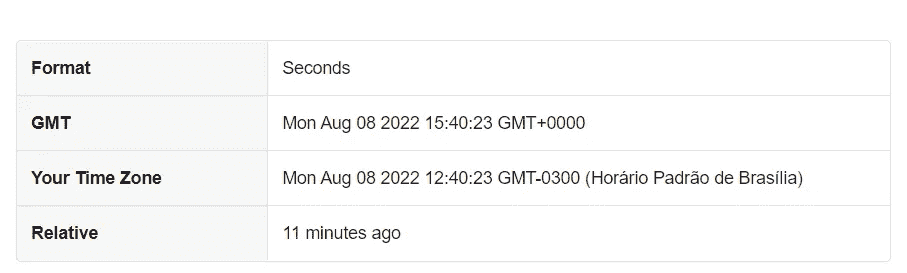 Format Seconds
GMT Mon Aug 08 2022 15:40:23 GMT+0000
Your Time Zone Mon Aug 08 2022 12:40:23 GMT-0300 (Horário Padrão de Brasília)
Relative 11 minutes ago